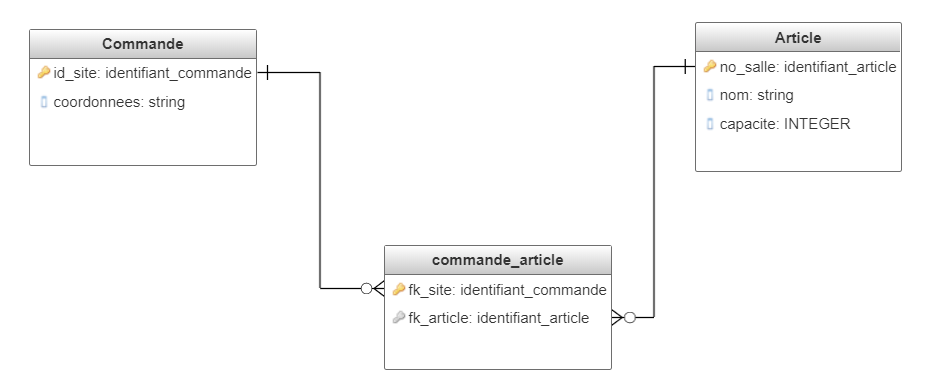 Commande
id_site: identifiant_commande
coordonnees: string
Article
no_salle: identifiant_article
nom: string
capacite: INTEGER
commande_article
fk_site: identifiant_commande
fk_article: identifiant_article